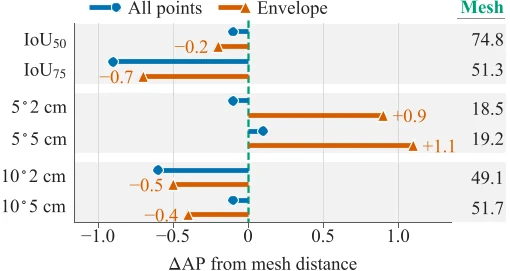 All points Envelope Mesh
IoU50 −0.2 74.8
IoU75 −0.7 51.3
5°2 cm +0.9 18.5
5°5 cm +1.1 19.2
10°2 cm −0.5 49.1
10°5 cm −0.4 51.7
−1.0 −0.5 0 0.5 1.0
ΔAP from mesh distance